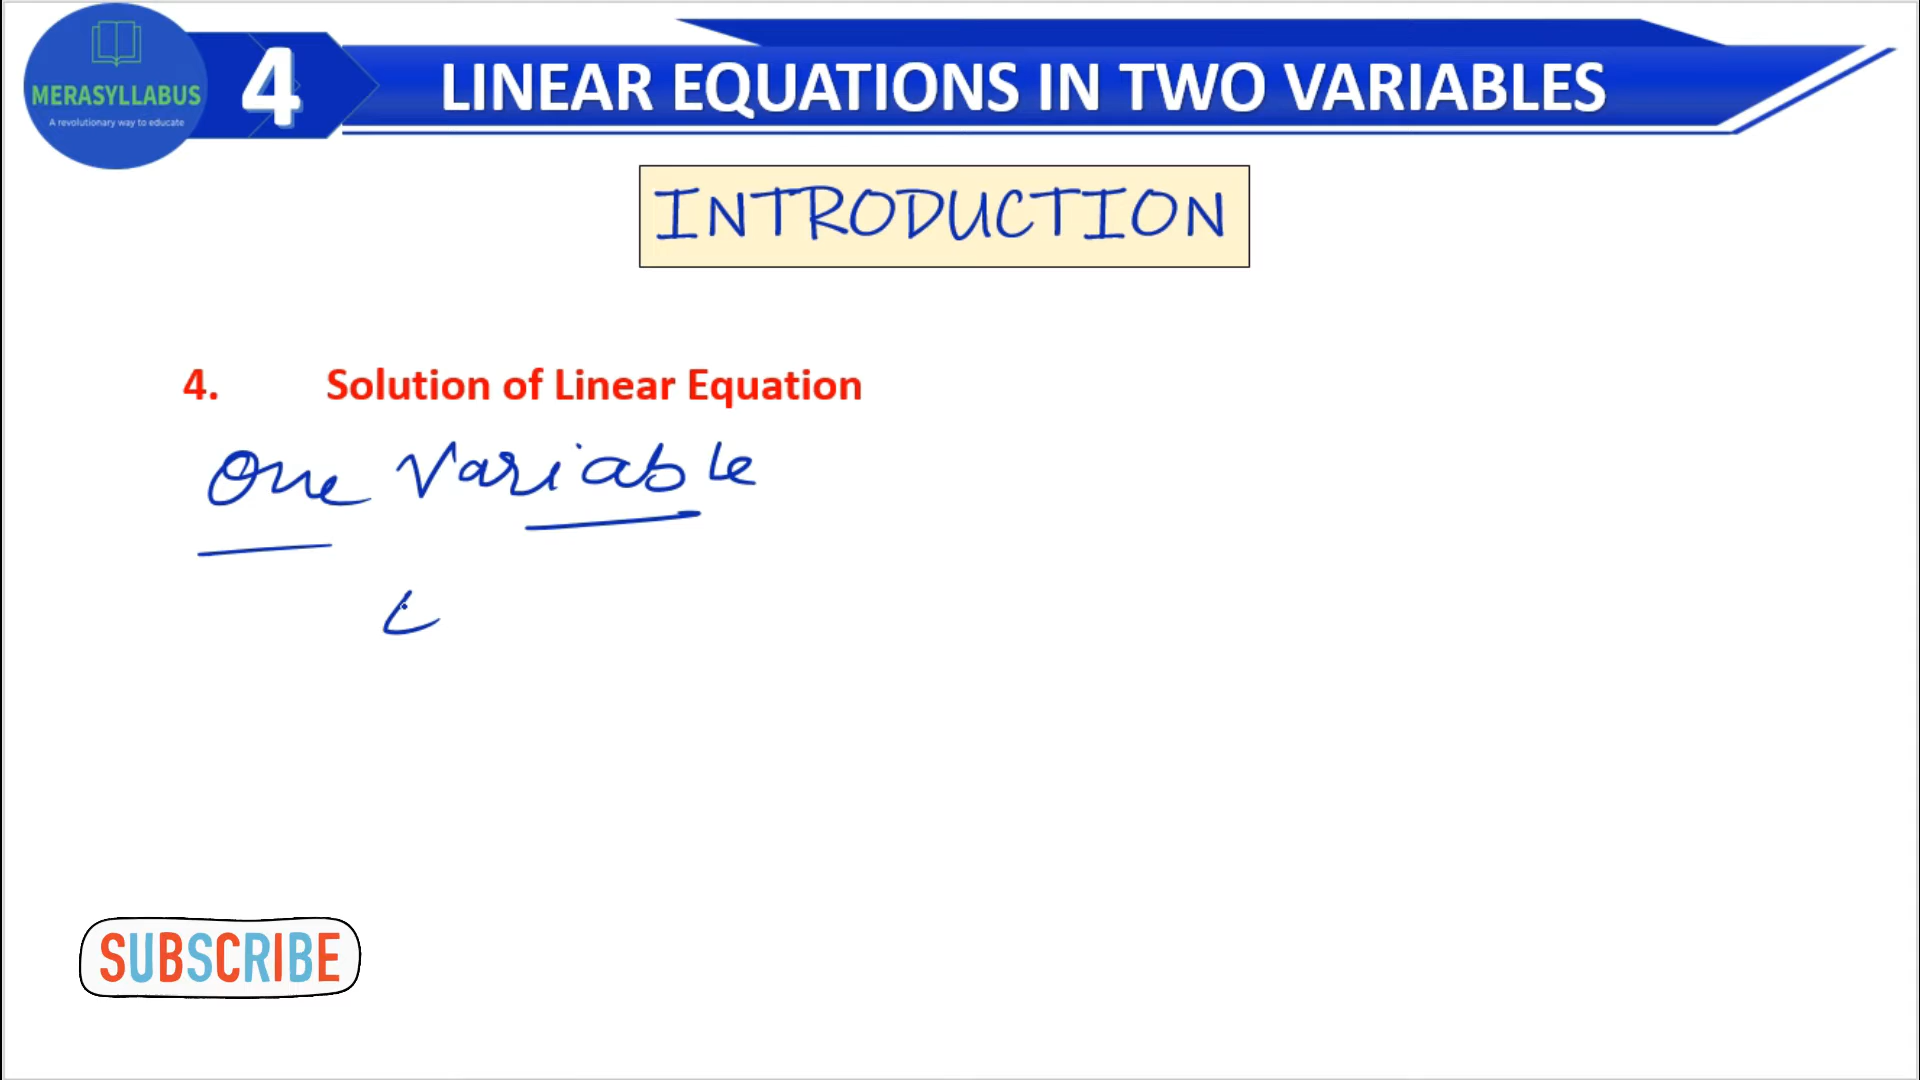 MERASYLLABUS
A revolutionary way to educate
4
LINEAR EQUATIONS IN TWO VARIABLES
INTRODUCTION
4. Solution of Linear Equation
One Variable
SUBSCRIBE